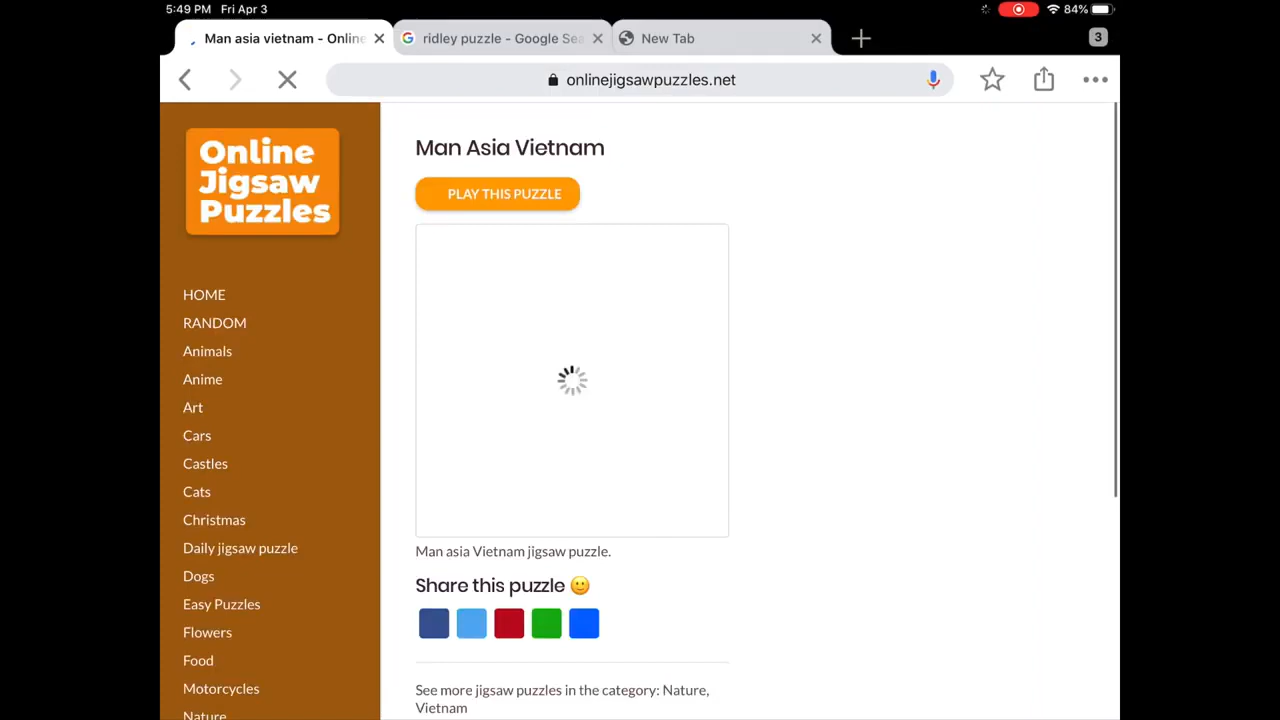 5:49 PM Fri Apr 3
84%
Man asia vietnam - Online
ridley puzzle - Google Sea
New Tab
3
onlinejigsawpuzzles.net
Online
Jigsaw
Puzzles
HOME
RANDOM
Animals
Anime
Art
Cars
Castles
Cats
Christmas
Daily jigsaw puzzle
Dogs
Easy Puzzles
Flowers
Food
Motorcycles
Nature
Man Asia Vietnam
PLAY THIS PUZZLE
Man asia Vietnam jigsaw puzzle.
Share this puzzle 🙂
See more jigsaw puzzles in the category: Nature,
Vietnam